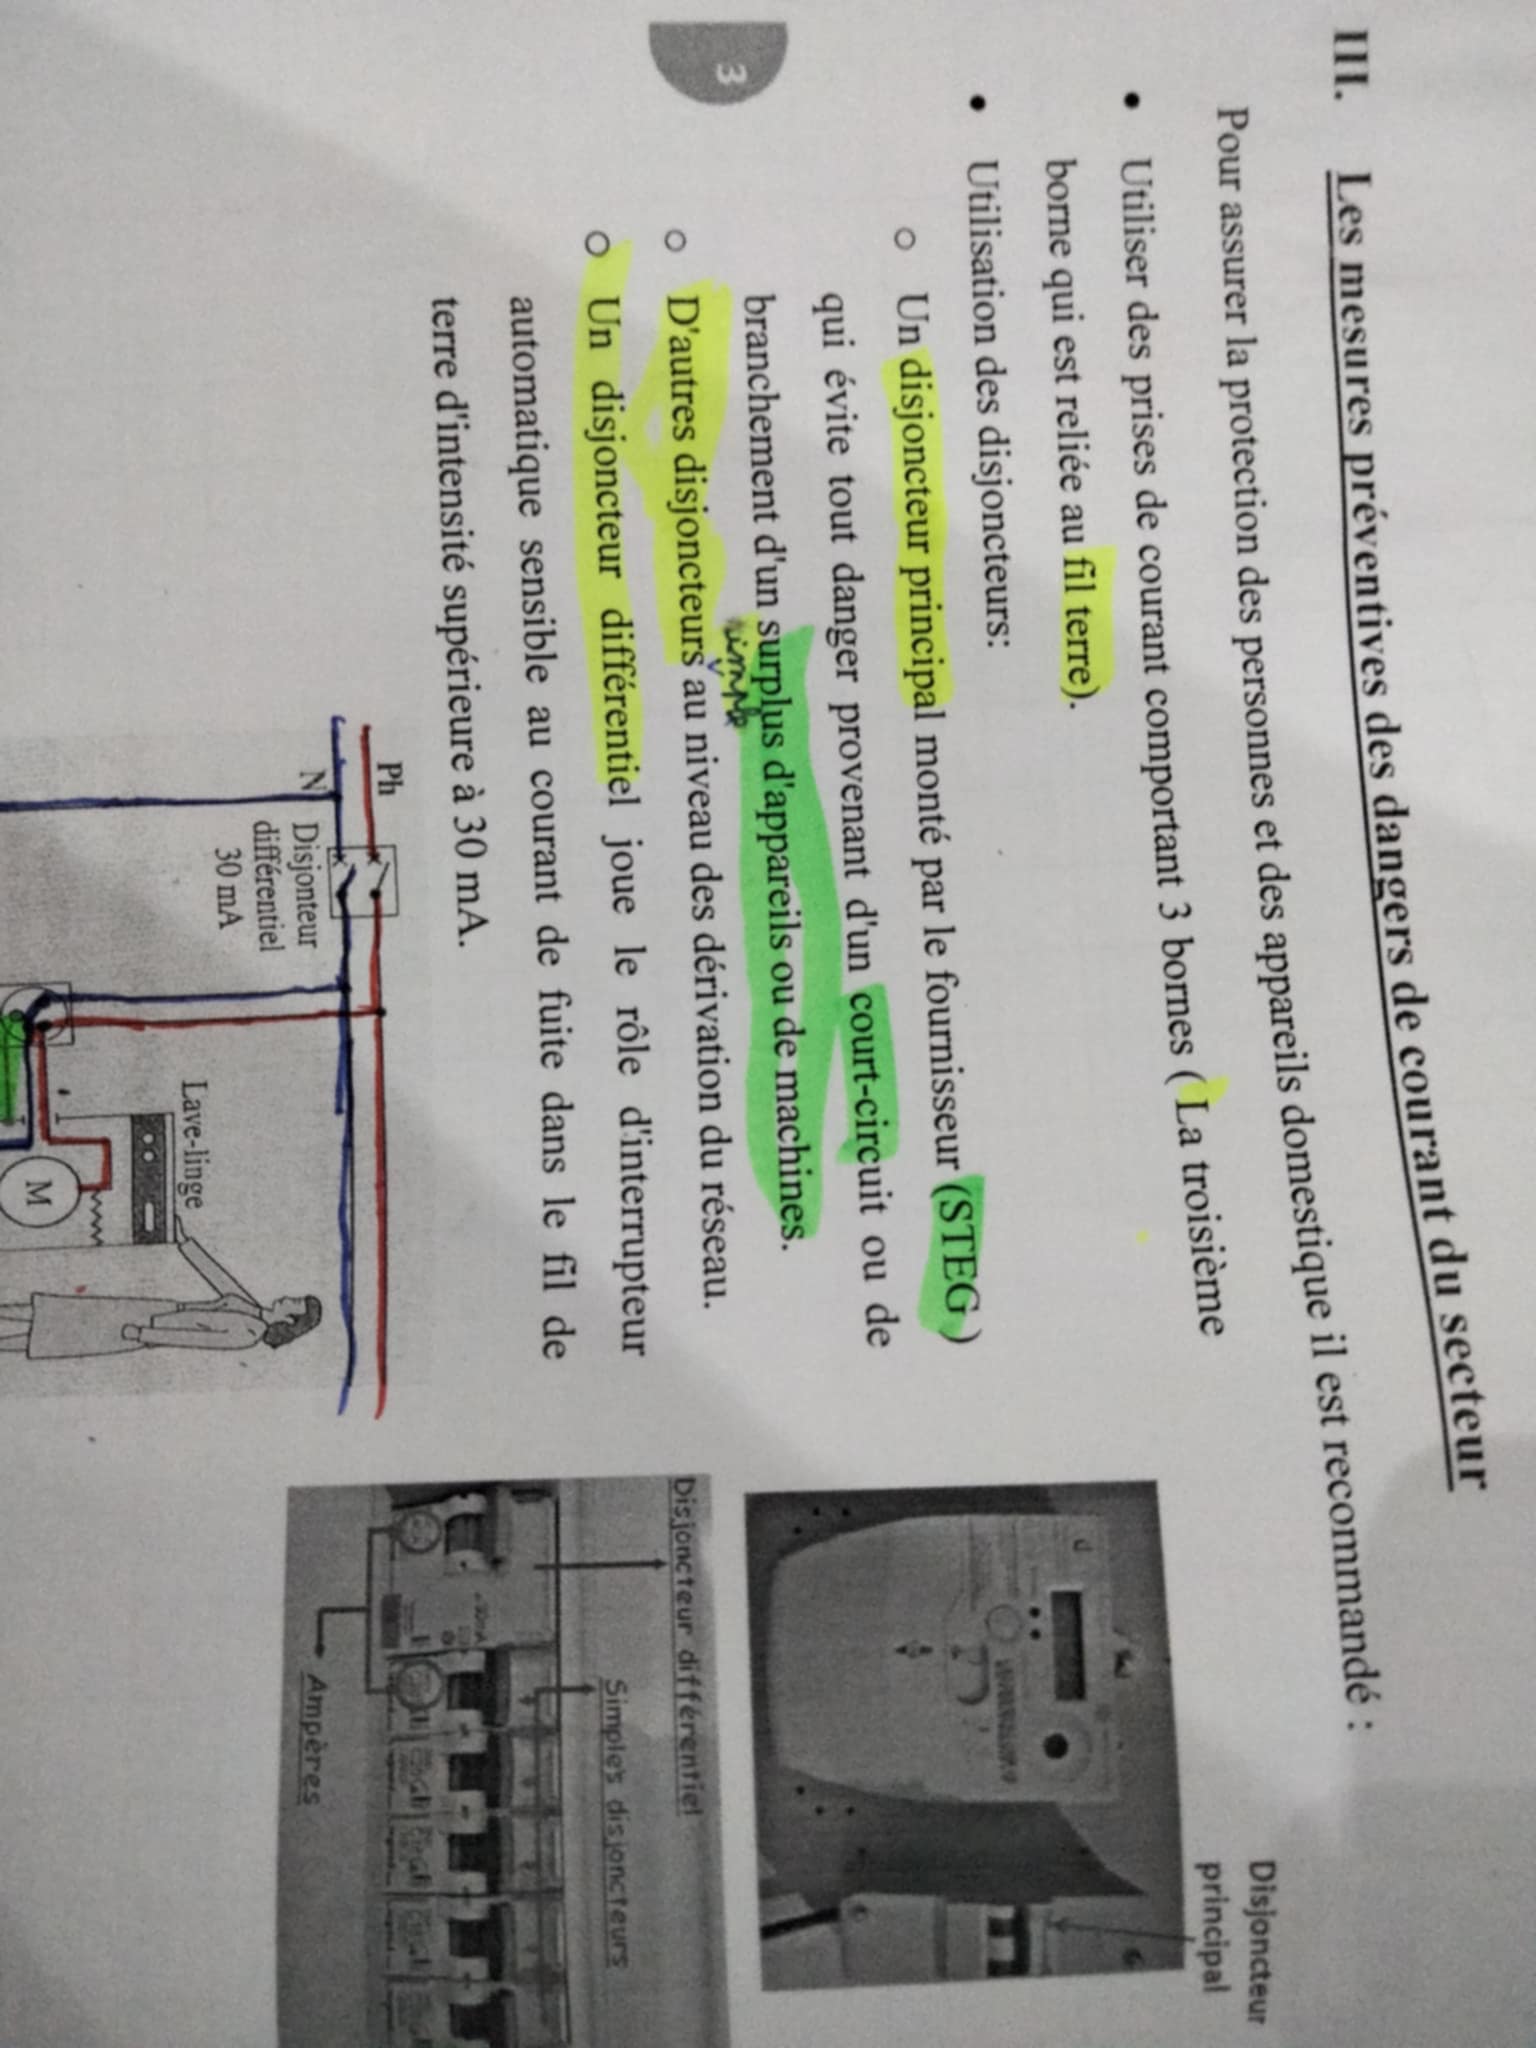 III. Les mesures préventives des dangers de courant du secteur
Pour assurer la protection des personnes et des appareils domestique il est recommandé :
• Utiliser des prises de courant comportant 3 bornes ( La troisième
borne qui est reliée au fil terre).
• Utilisation des disjoncteurs:
o Un disjoncteur principal monté par le fournisseur (STEG )
qui évite tout danger provenant d'un court-circuit ou de
branchement d'un surplus d'appareils ou de machines.
simple
o D'autres disjoncteurs au niveau des dérivation du réseau.
o Un disjoncteur différentiel joue le rôle d'interrupteur
automatique sensible au courant de fuite dans le fil de
terre d'intensité supérieure à 30 mA.
3
Disjoncteur
principal
Disjoncteur différentiel
Simples disjoncteurs
30mA
Ampères
Ph
N
Disjonteur
différentiel
30 mA
Lave-linge
M